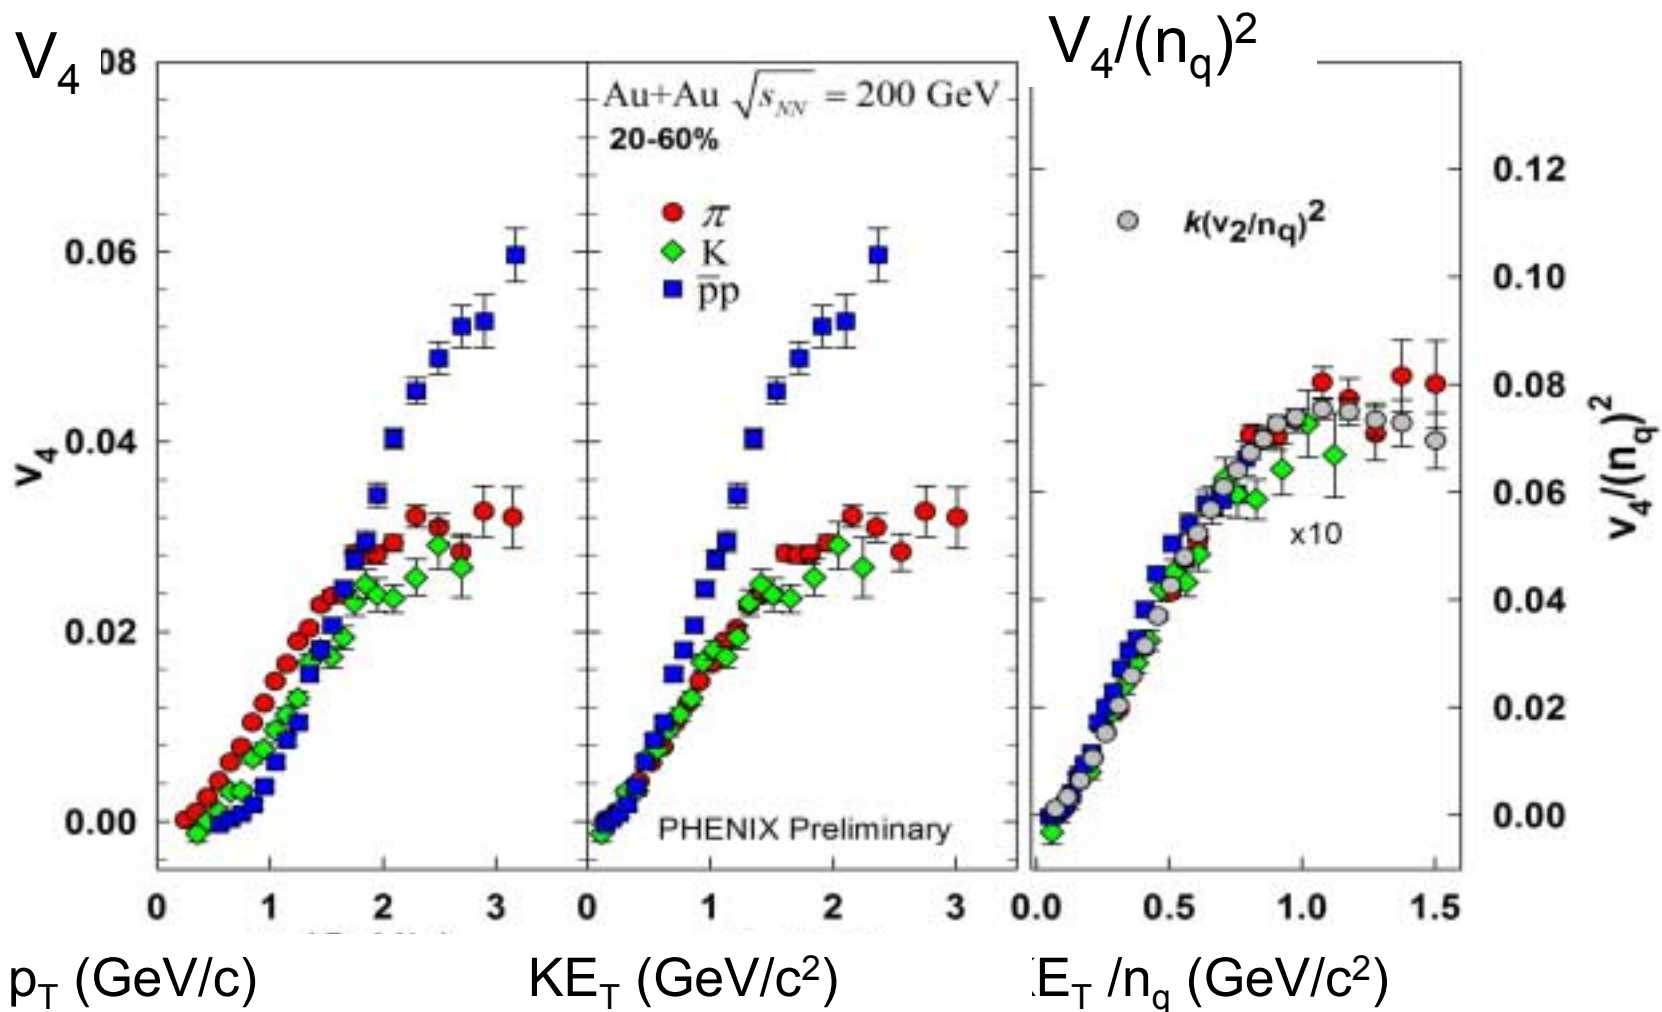 V4
08
V4/(nq)2
Au+Au √sNN = 200 GeV
20-60%
π
K
p̅p
k(v2/nq)2
0.06
0.04
0.02
0.00
v4
0.12
0.10
0.08
0.06
0.04
0.02
0.00
v4/(nq)2
x10
PHENIX Preliminary
0 1 2 3
0 1 2 3
0.0 0.5 1.0 1.5
pT (GeV/c)
KET (GeV/c2)
ET /nq (GeV/c2)